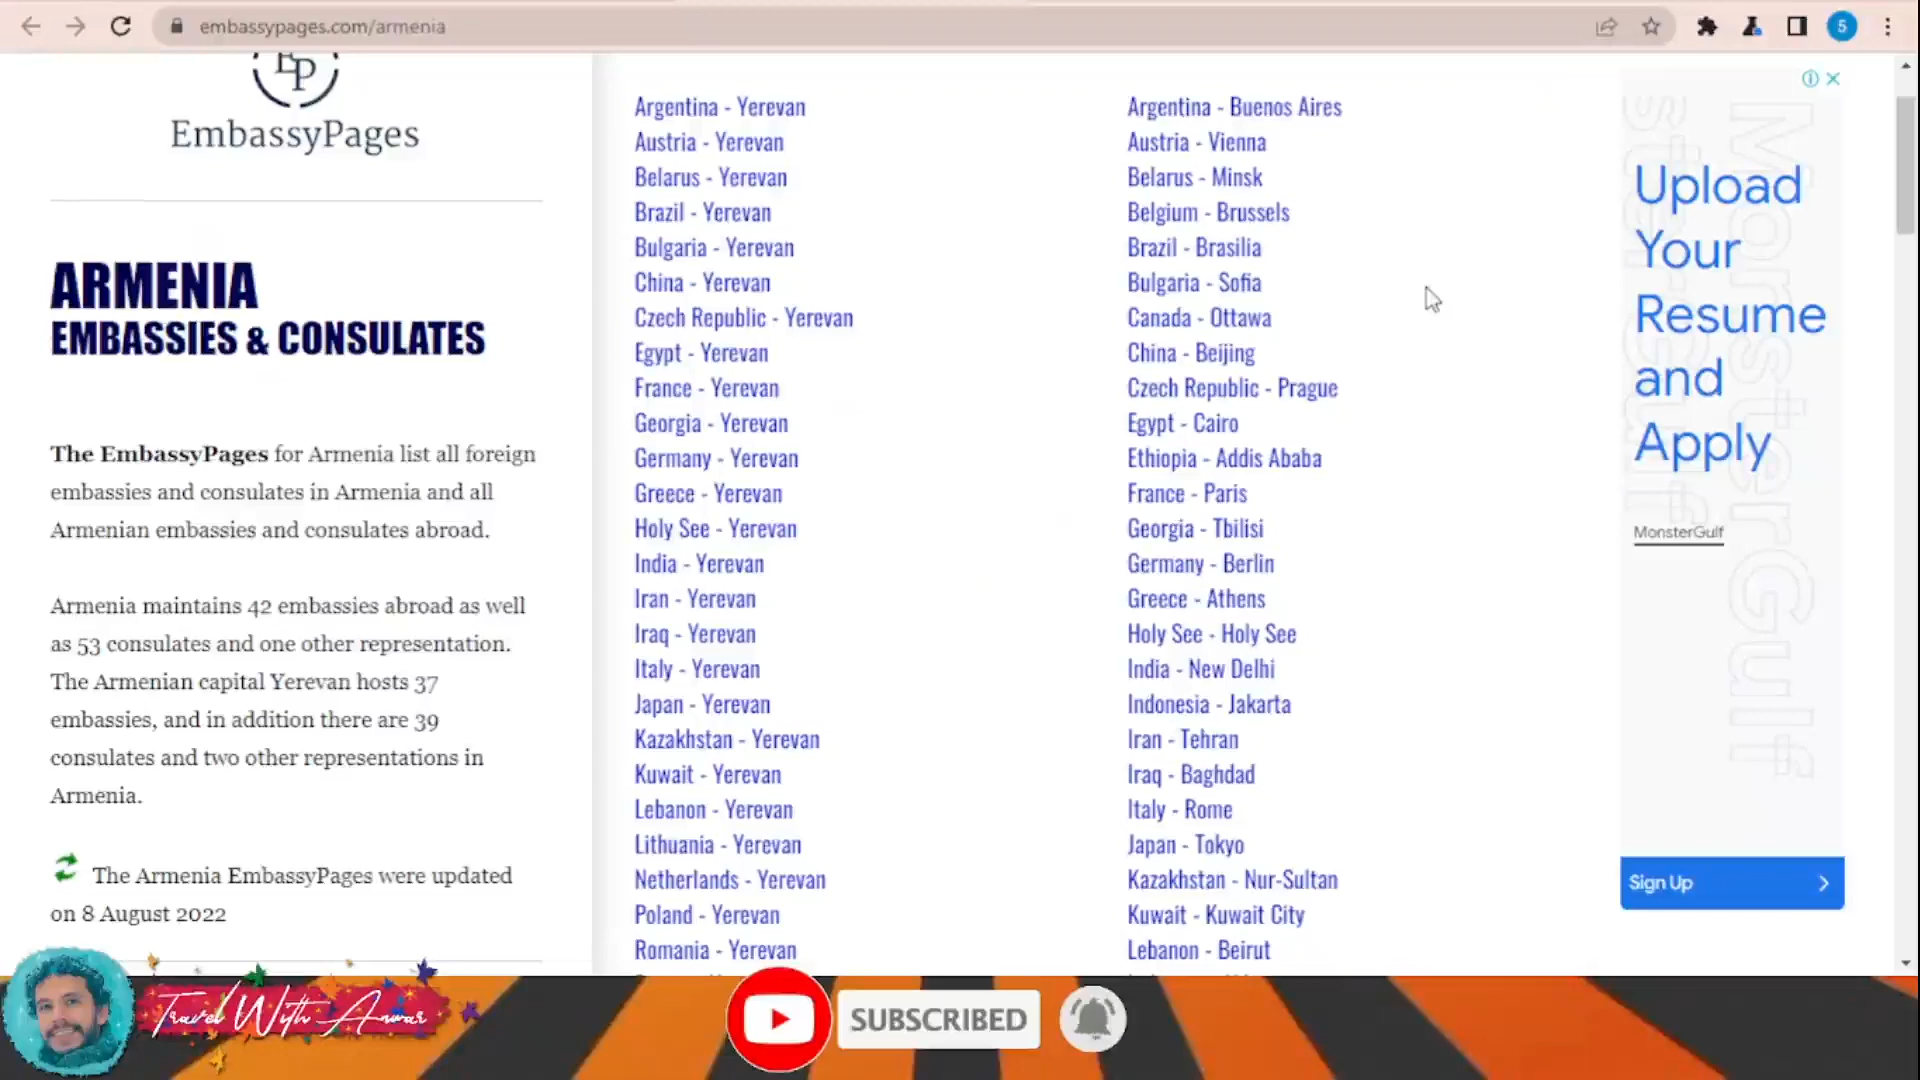 embassypages.com/armenia
5
EP
EmbassyPages
ARMENIA
EMBASSIES & CONSULATES
The EmbassyPages for Armenia list all foreign
embassies and consulates in Armenia and all
Armenian embassies and consulates abroad.
Armenia maintains 42 embassies abroad as well
as 53 consulates and one other representation.
The Armenian capital Yerevan hosts 37
embassies, and in addition there are 39
consulates and two other representations in
Armenia.
The Armenia EmbassyPages were updated
on 8 August 2022
Argentina - Yerevan
Austria - Yerevan
Belarus - Yerevan
Brazil - Yerevan
Bulgaria - Yerevan
China - Yerevan
Czech Republic - Yerevan
Egypt - Yerevan
France - Yerevan
Georgia - Yerevan
Germany - Yerevan
Greece - Yerevan
Holy See - Yerevan
India - Yerevan
Iran - Yerevan
Iraq - Yerevan
Italy - Yerevan
Japan - Yerevan
Kazakhstan - Yerevan
Kuwait - Yerevan
Lebanon - Yerevan
Lithuania - Yerevan
Netherlands - Yerevan
Poland - Yerevan
Romania - Yerevan
Argentina - Buenos Aires
Austria - Vienna
Belarus - Minsk
Belgium - Brussels
Brazil - Brasilia
Bulgaria - Sofia
Canada - Ottawa
China - Beijing
Czech Republic - Prague
Egypt - Cairo
Ethiopia - Addis Ababa
France - Paris
Georgia - Tbilisi
Germany - Berlin
Greece - Athens
Holy See - Holy See
India - New Delhi
Indonesia - Jakarta
Iran - Tehran
Iraq - Baghdad
Italy - Rome
Japan - Tokyo
Kazakhstan - Nur-Sultan
Kuwait - Kuwait City
Lebanon - Beirut
Upload
Your
Resume
and
Apply
MonsterGulf
MonsterGulf
Sign Up
Travel With Anwar
SUBSCRIBED